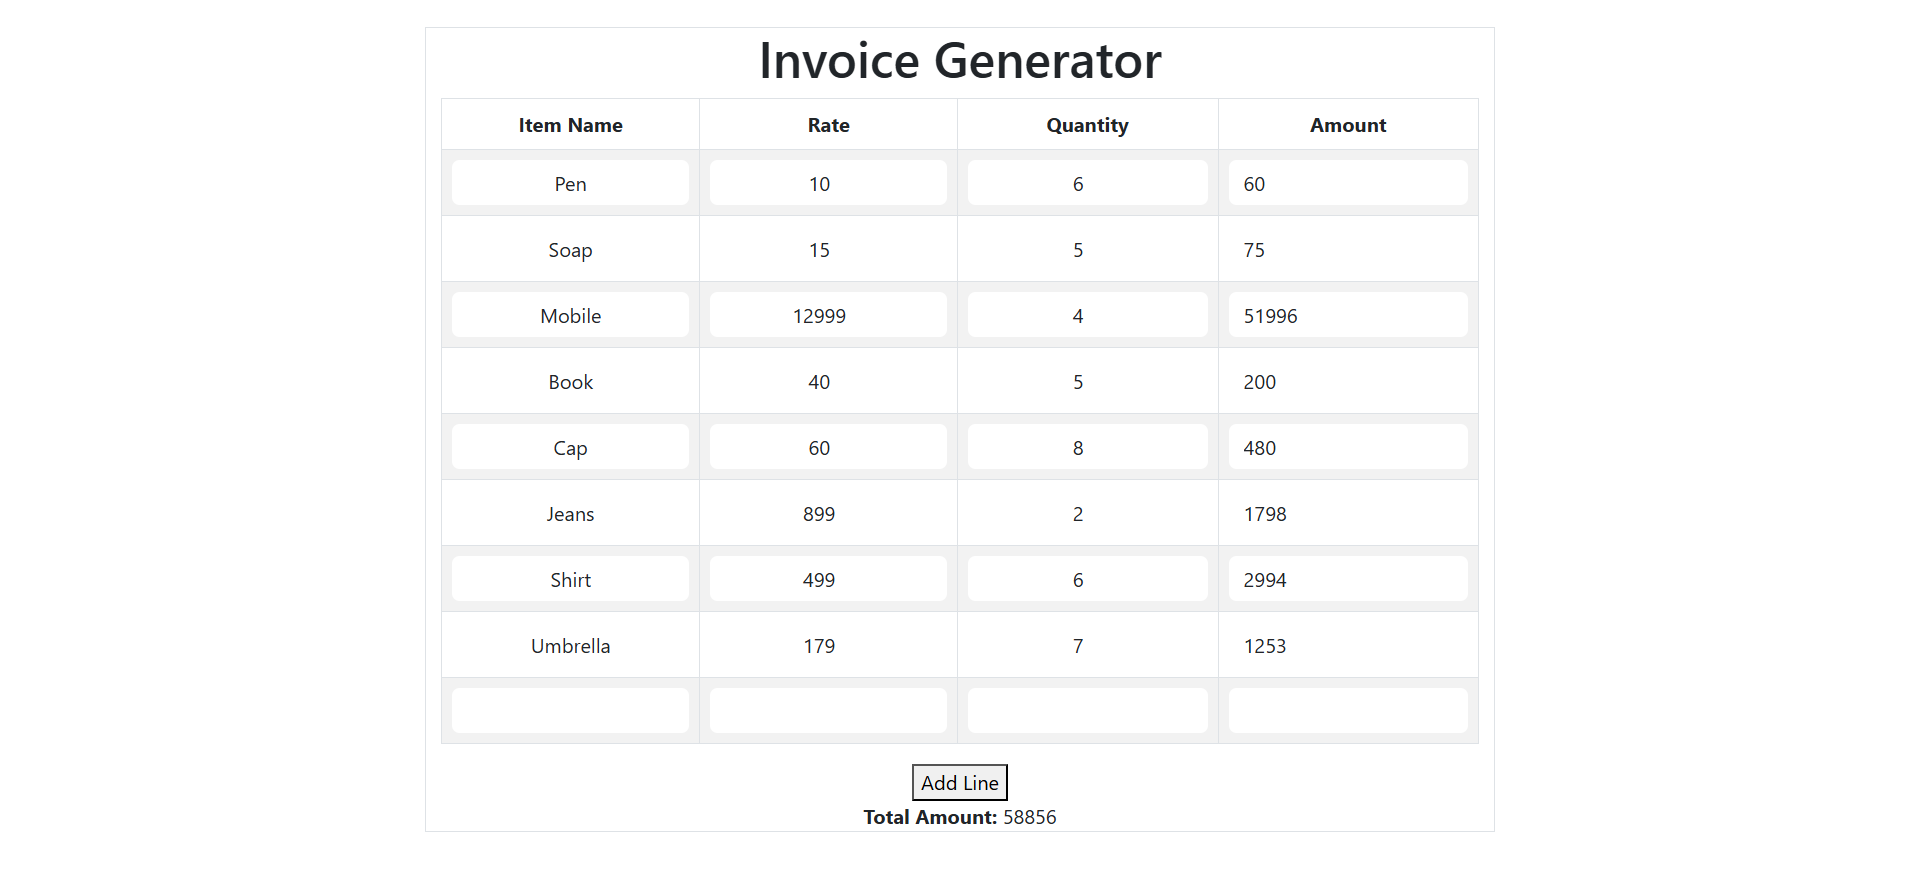 Invoice Generator
Item Name Rate Quantity Amount
Pen 10 6 60
Soap 15 5 75
Mobile 12999 4 51996
Book 40 5 200
Cap 60 8 480
Jeans 899 2 1798
Shirt 499 6 2994
Umbrella 179 7 1253
Add Line
Total Amount: 58856